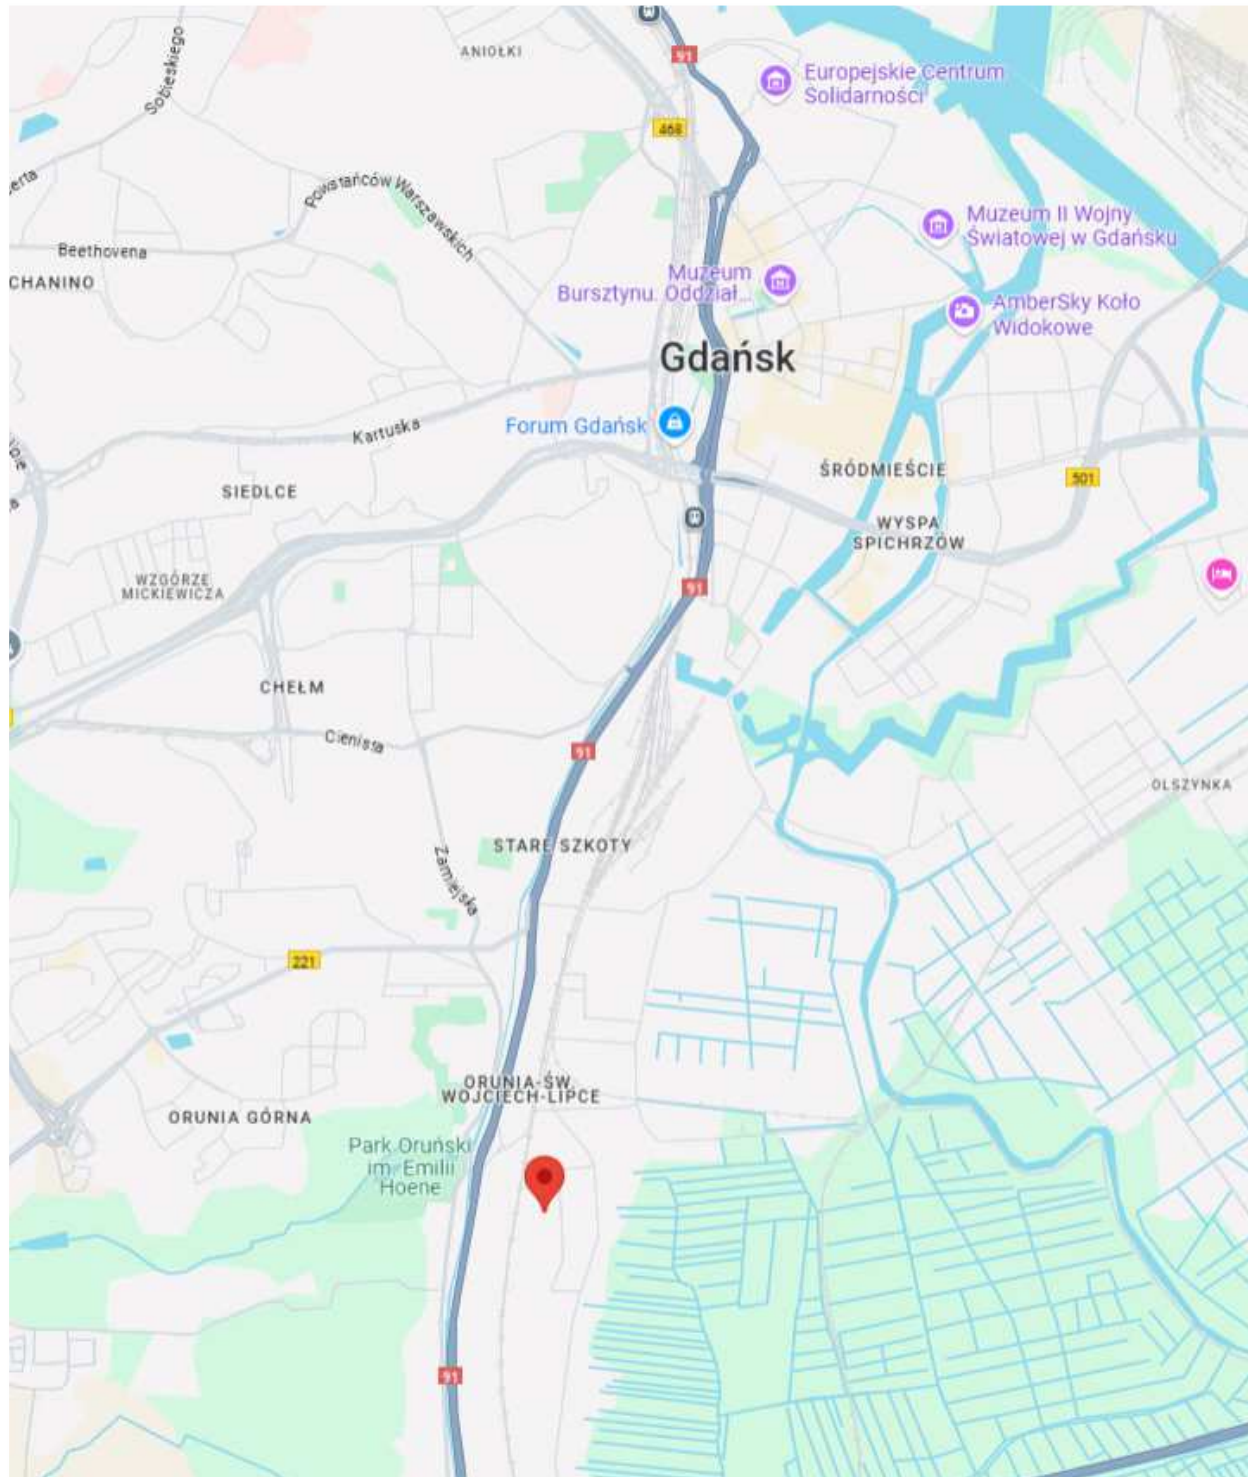 ANIOŁKI
91
Europejskie Centrum
Solidarności
Sobieskiego
468
Powstańców Warszawskich
Muzeum II Wojny
Światowej w Gdańsku
Beethovena
CHANINO
Muzeum
Bursztynu. Oddział...
AmberSky Koło
Widokowe
Gdańsk
Forum Gdańsk
Kartuska
ŚRÓDMIEŚCIE
501
SIEDLCE
WYSPA
SPICHRZÓW
WZGÓRZE
MICKIEWICZA
91
CHEŁM
Cienista
91
OLSZYNKA
STARE SZKOTY
Zamiejska
221
ORUNIA-ŚW.
WOJCIECH-LIPCE
ORUNIA GÓRNA
Park Oruński
im. Emilii
Hoene
91